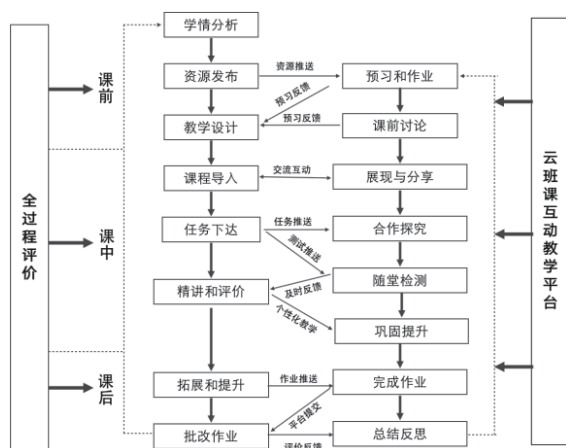 学情分析
资源发布
资源推送
预习和作业
预习反馈
教学设计
预习反馈
课前讨论
课程导入
交流互动
展现与分享
任务下达
任务推送
合作探究
测试推送
随堂检测
精讲和评价
及时反馈
个性化教学
巩固提升
拓展和提升
作业推送
完成作业
平台提交
批改作业
评价反馈
总结反思
课前
课中
课后
全过程评价
云班课互动教学平台